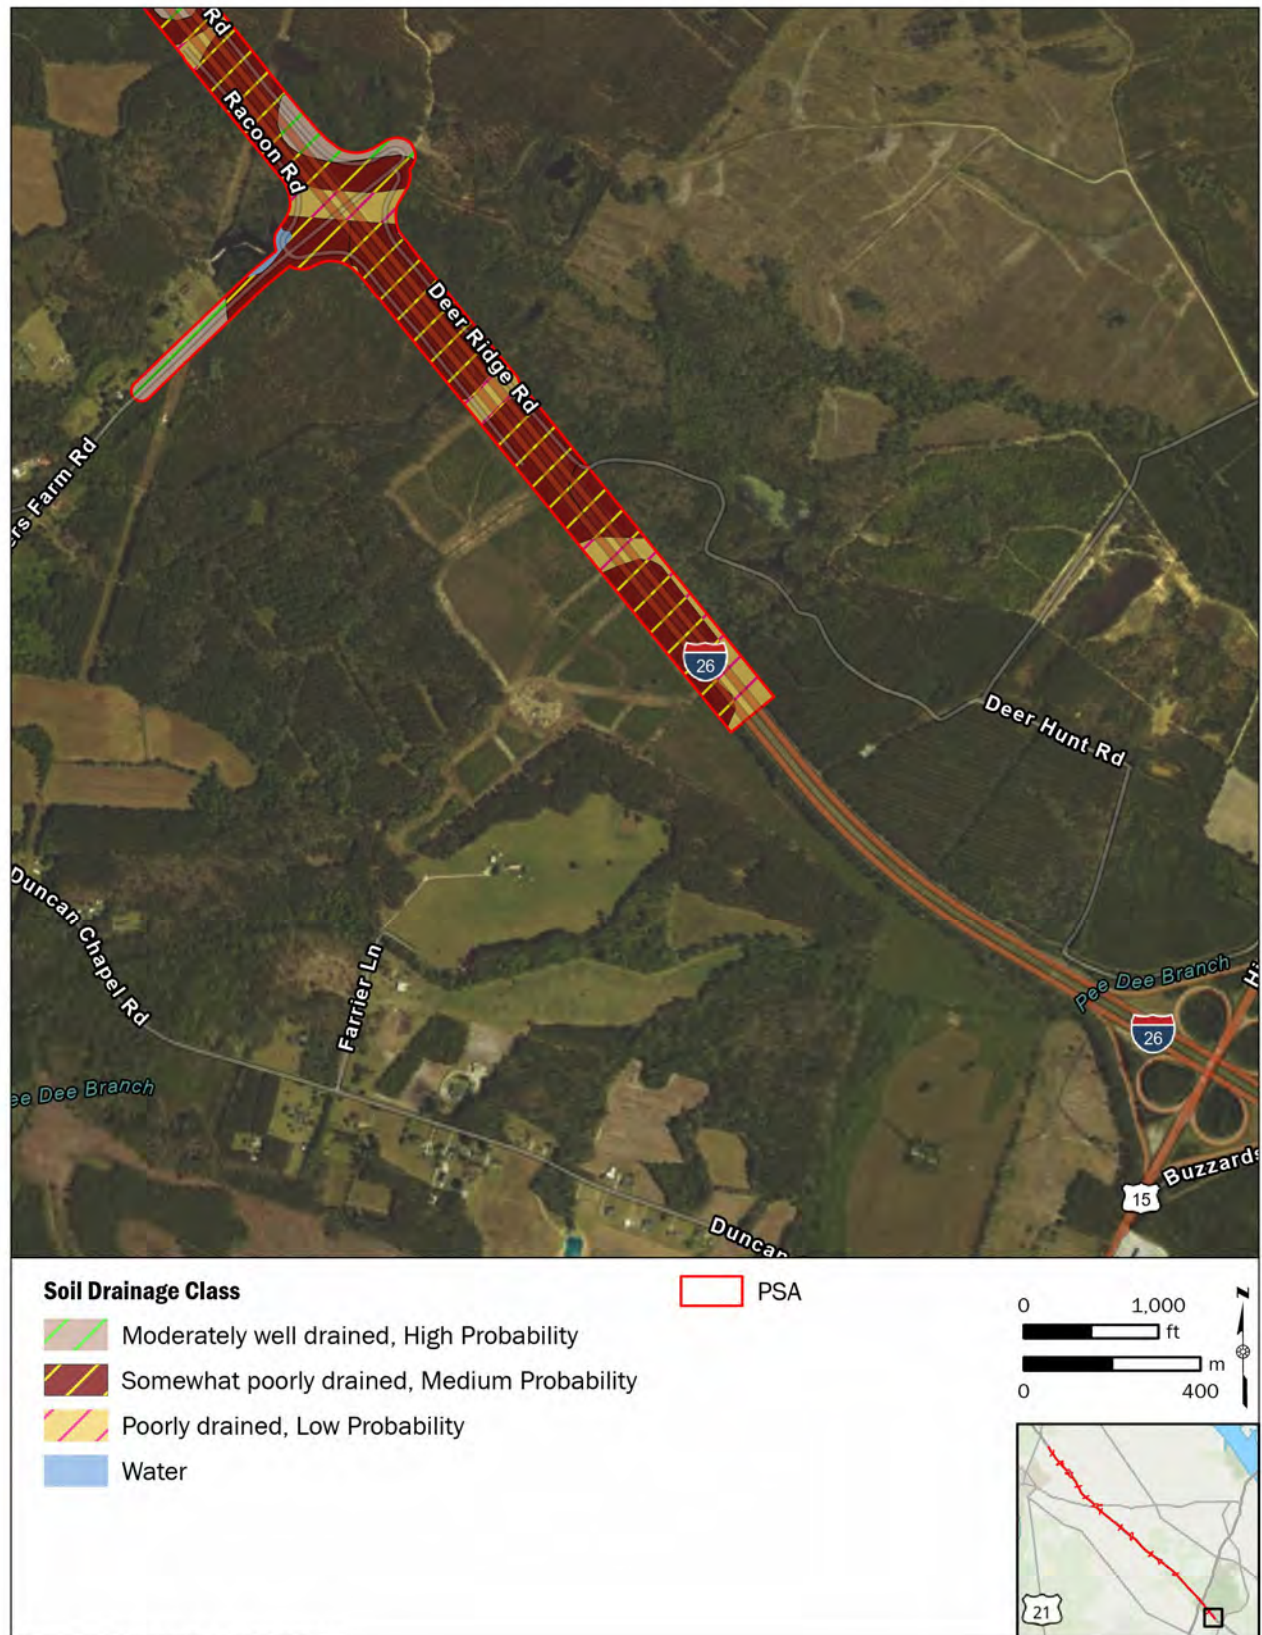 Rd
Racoon Rd
Deer Ridge Rd
ers Farm Rd
26
Deer Hunt Rd
Duncan Chapel Rd
Farrier Ln
Pee Dee Branch
Hi
26
ee Dee Branch
Buzzards
15
Duncan
Soil Drainage Class
Moderately well drained, High Probability
Somewhat poorly drained, Medium Probability
Poorly drained, Low Probability
Water
PSA
0 1,000
ft
m
0 400
N
21